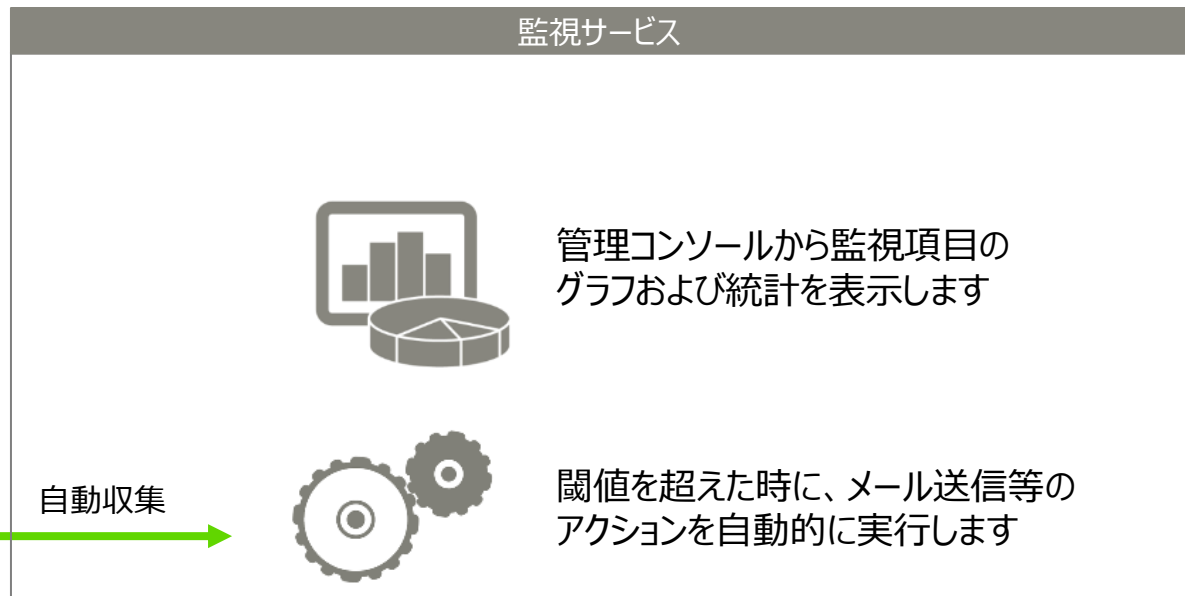 監視サービス
管理コンソールから監視項目の
グラフおよび統計を表示します
自動収集
閾値を超えた時に、メール送信等の
アクションを自動的に実行します